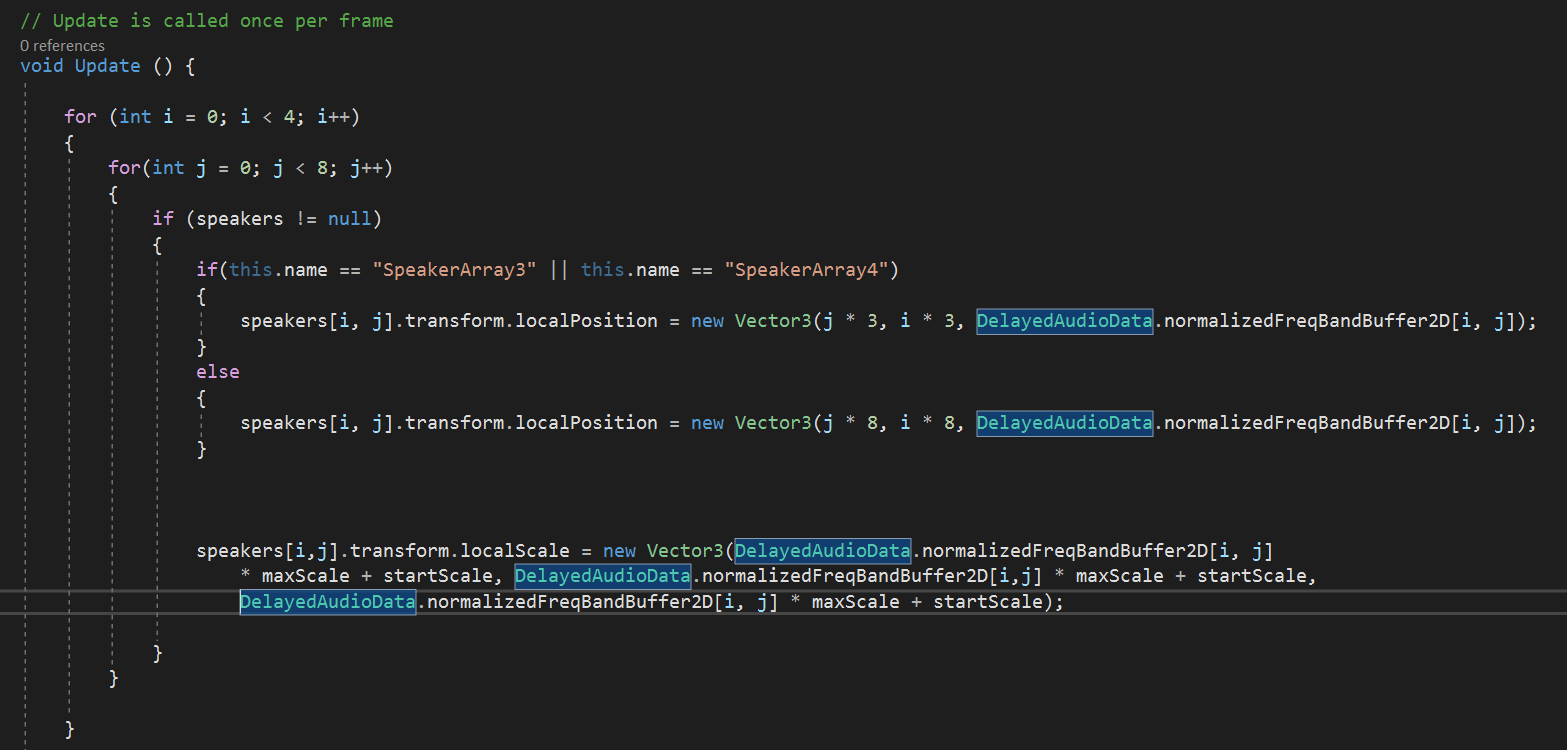 // Update is called once per frame
0 references
void Update () {
for (int i = 0; i < 4; i++)
{
for(int j = 0; j < 8; j++)
{
if (speakers != null)
{
if(this.name == "SpeakerArray3" || this.name == "SpeakerArray4")
{
speakers[i, j].transform.localPosition = new Vector3(j * 3, i * 3, DelayedAudioData.normalizedFreqBandBuffer2D[i, j]);
}
else
{
speakers[i, j].transform.localPosition = new Vector3(j * 8, i * 8, DelayedAudioData.normalizedFreqBandBuffer2D[i, j]);
}
speakers[i,j].transform.localScale = new Vector3(DelayedAudioData.normalizedFreqBandBuffer2D[i, j]
* maxScale + startScale, DelayedAudioData.normalizedFreqBandBuffer2D[i,j] * maxScale + startScale,
DelayedAudioData.normalizedFreqBandBuffer2D[i, j] * maxScale + startScale);
}
}
}